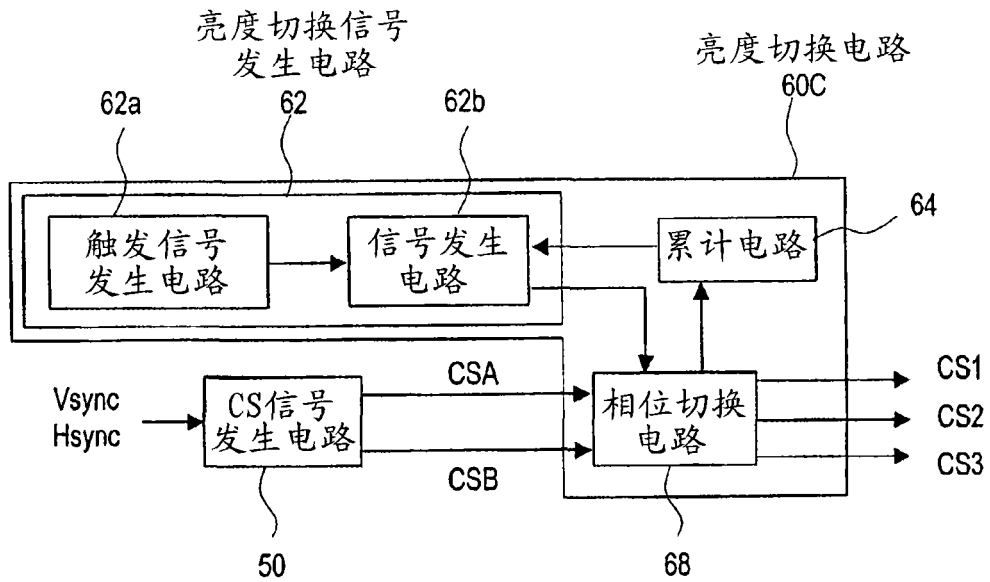 亮度切换信号
发生电路
亮度切换电路
60C
62a
62
62b
64
触发信号
发生电路
信号发生
电路
累计电路
Vsync
Hsync
CS信号
发生电路
CSA
CSB
相位切换
电路
CS1
CS2
CS3
50
68